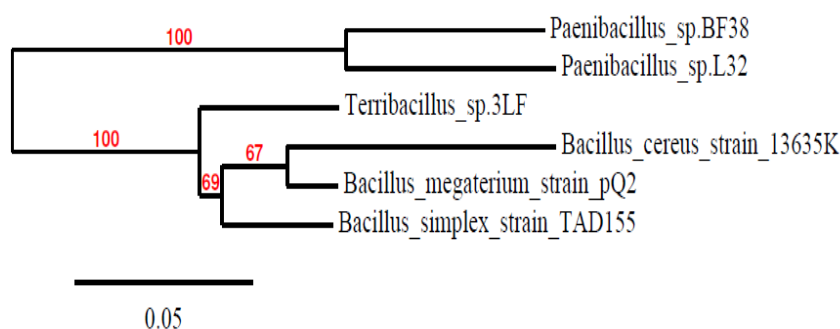 Paenibacillus_sp.BF38
100
Paenibacillus_sp.L32
Terribacillus_sp.3LF
100
Bacillus_cereus_strain_13635K
67
Bacillus_megaterium_strain_pQ2
69
Bacillus_simplex_strain_TAD155
0.05